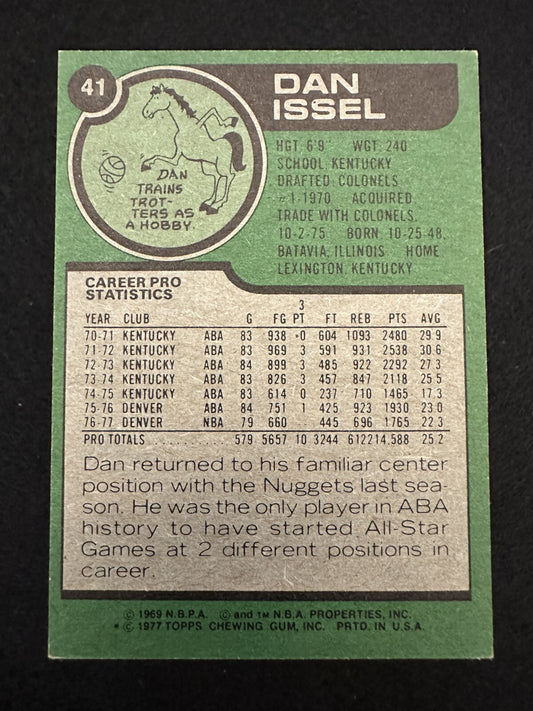 41
DAN
ISSEL
DAN
TRAINS
TROT-
TERS AS
A HOBBY.
HGT. 6'9" WGT. 240
SCHOOL KENTUCKY
DRAFTED: COLONELS
#1-1970 ACQUIRED
TRADE WITH COLONELS.
10-2-75 BORN: 10-25-48,
BATAVIA, ILLINOIS HOME
LEXINGTON, KENTUCKY
CAREER PRO
STATISTICS
YEAR CLUB G FG 3 PT FT REB PTS AVG
70-71 KENTUCKY ABA 83 938 0 604 1093 2480 29.9
71-72 KENTUCKY ABA 83 969 3 591 931 2538 30.6
72-73 KENTUCKY ABA 84 899 3 485 922 2292 27.3
73-74 KENTUCKY ABA 83 826 3 457 847 2118 25.5
74-75 KENTUCKY ABA 83 614 0 237 710 1465 17.3
75-76 DENVER ABA 84 751 1 425 923 1930 23.0
76-77 DENVER NBA 79 660 - 445 696 1765 22.3
PRO TOTALS 579 5657 10 3244 6122 14,588 25.2
Dan returned to his familiar center
position with the Nuggets last sea-
son. He was the only player in ABA
history to have started All-Star
Games at 2 different positions in
career.
© 1969 N.B.P.A. © and ™ N.B.A. PROPERTIES, INC.
* © 1977 TOPPS CHEWING GUM, INC. PRTD. IN U.S.A.